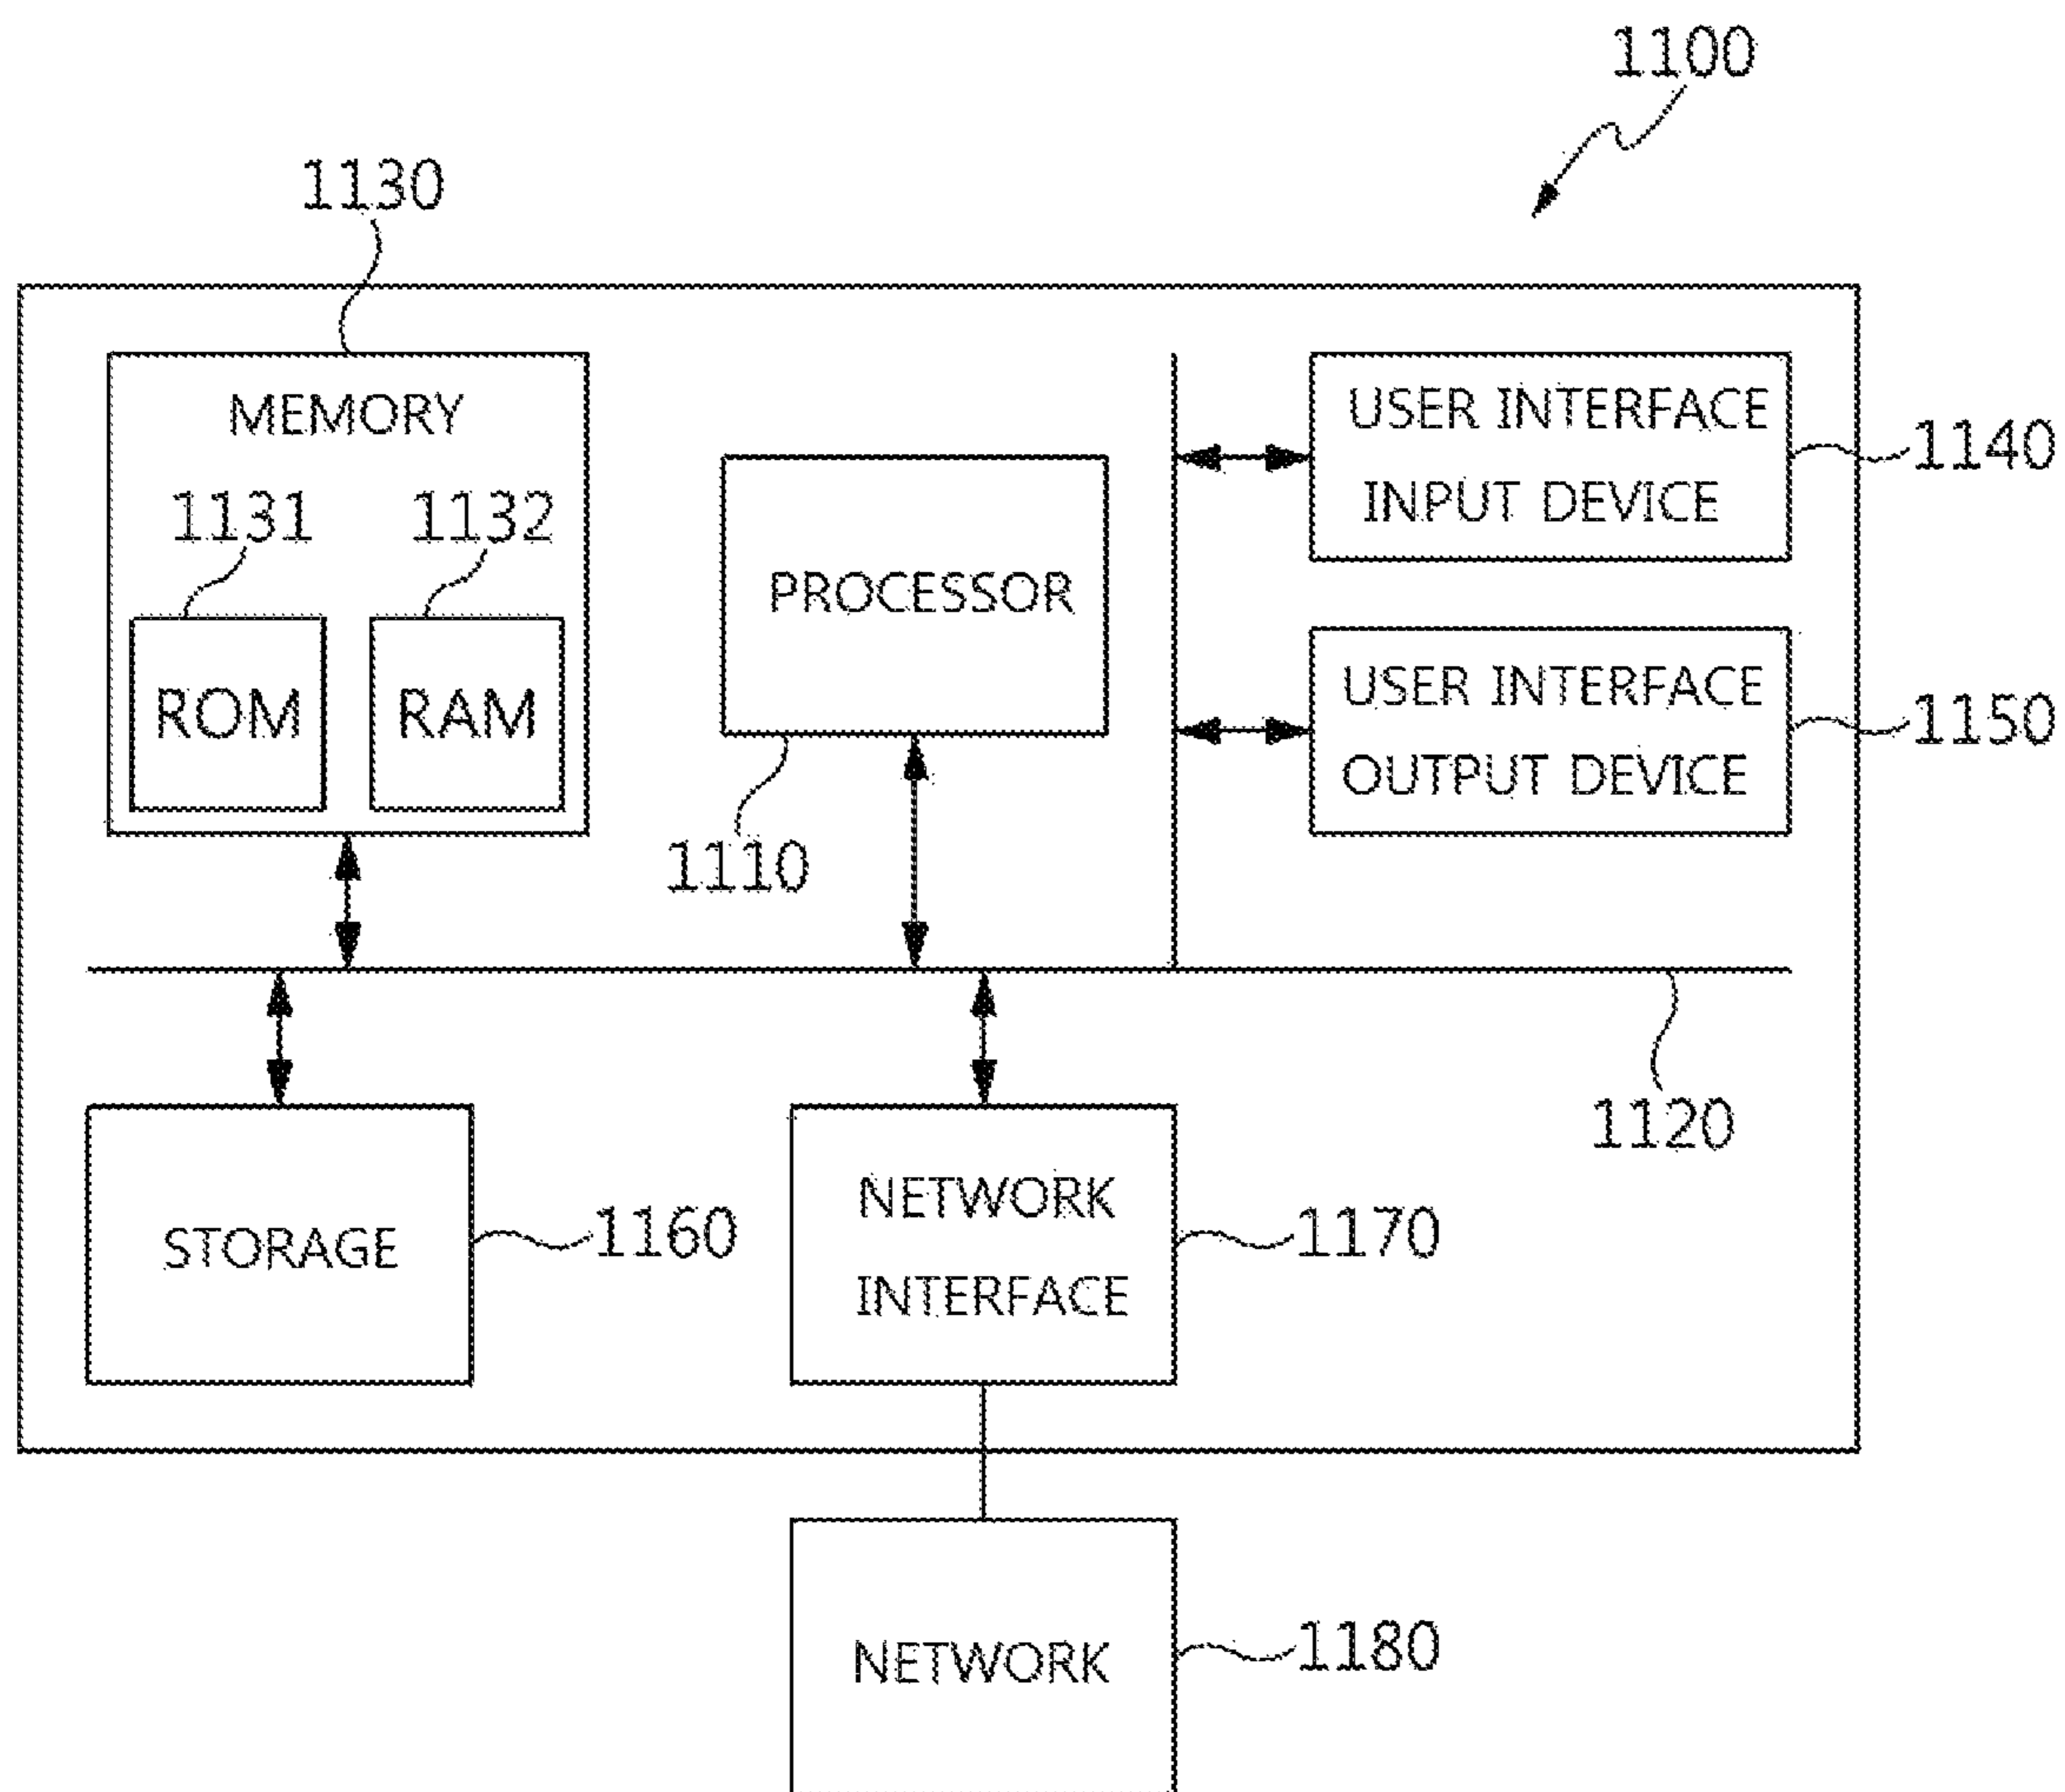 1100
1130
MEMORY
1131
1132
ROM
RAM
PROCESSOR
1110
USER INTERFACE
INPUT DEVICE
1140
USER INTERFACE
OUTPUT DEVICE
1150
1120
STORAGE
1160
NETWORK
INTERFACE
1170
NETWORK
1180